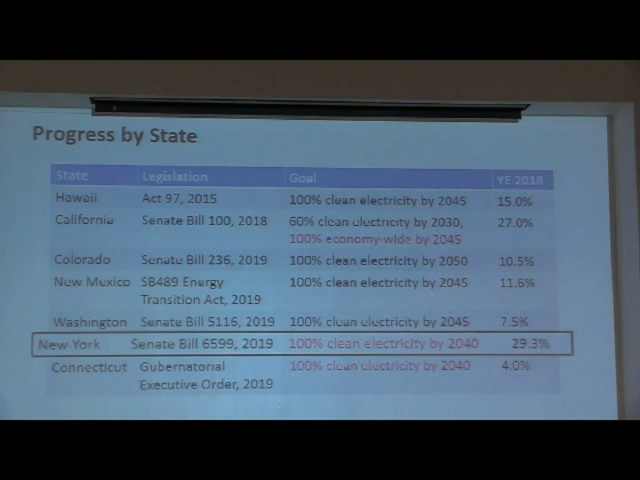 Progress by State
State Legislation Goal YE 2018
Hawaii Act 97, 2015 100% clean electricity by 2045 15.0%
California Senate Bill 100, 2018 60% clean electricity by 2030, 27.0%
100% economy-wide by 2045
Colorado Senate Bill 236, 2019 100% clean electricity by 2050 10.5%
New Mexico SB489 Energy 100% clean electricity by 2045 11.6%
Transition Act, 2019
Washington Senate Bill 5116, 2019 100% clean electricity by 2045 7.5%
New York Senate Bill 6599, 2019 100% clean electricity by 2040 29.3%
Connecticut Gubernatorial 100% clean electricity by 2040 4.0%
Executive Order, 2019